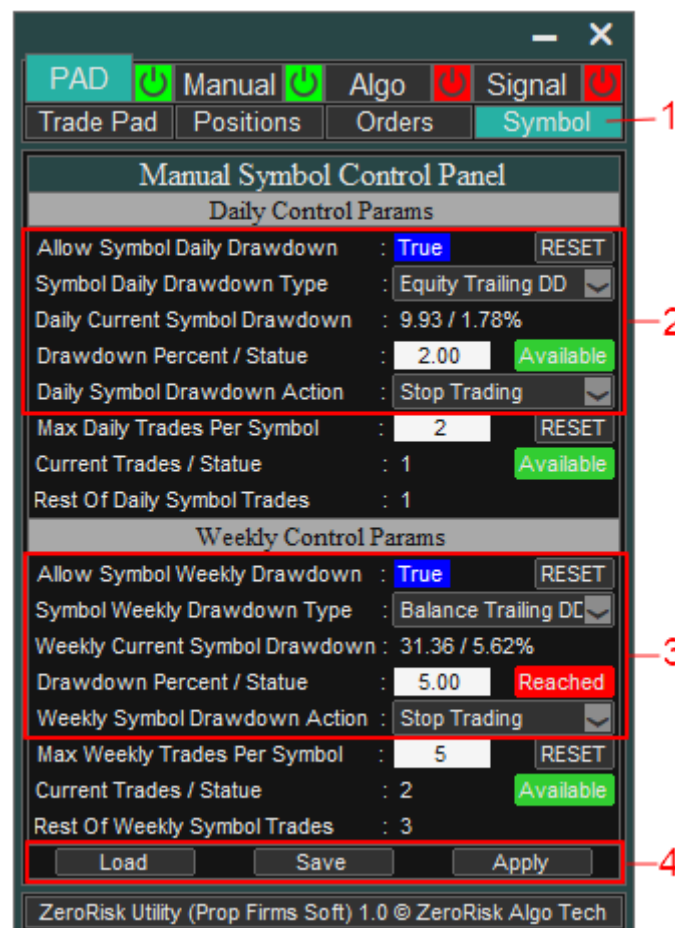 PAD Manual Algo Signal
Trade Pad Positions Orders Symbol 1
Manual Symbol Control Panel
Daily Control Params
Allow Symbol Daily Drawdown : True RESET
Symbol Daily Drawdown Type : Equity Trailing DD
Daily Current Symbol Drawdown : 9.93 / 1.78%
2
Drawdown Percent / Statue : 2.00 Available
Daily Symbol Drawdown Action : Stop Trading
Max Daily Trades Per Symbol : 2 RESET
Current Trades / Statue : 1 Available
Rest Of Daily Symbol Trades : 1
Weekly Control Params
Allow Symbol Weekly Drawdown : True RESET
Symbol Weekly Drawdown Type : Balance Trailing DD
Weekly Current Symbol Drawdown : 31.36 / 5.62%
3
Drawdown Percent / Statue : 5.00 Reached
Weekly Symbol Drawdown Action : Stop Trading
Max Weekly Trades Per Symbol : 5 RESET
Current Trades / Statue : 2 Available
Rest Of Weekly Symbol Trades : 3
Load Save Apply 4
ZeroRisk Utility (Prop Firms Soft) 1.0 © ZeroRisk Algo Tech